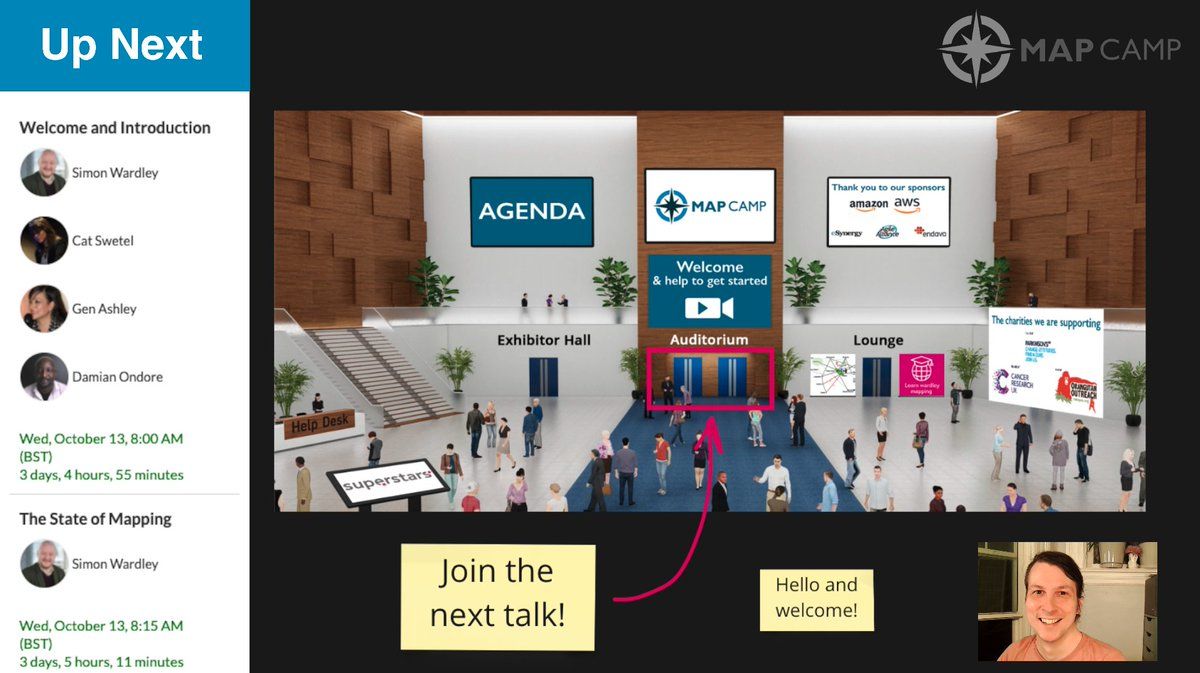 Up Next
Welcome and Introduction
Simon Wardley
Cat Swetel
Gen Ashley
Damian Ondore
Wed, October 13, 8:00 AM
(BST)
3 days, 4 hours, 55 minutes
The State of Mapping
Simon Wardley
Wed, October 13, 8:15 AM
(BST)
3 days, 5 hours, 11 minutes
MAP CAMP
AGENDA
MAP CAMP
Thank you to our sponsors
amazon aws
eSynergy
endava
Welcome
& help to get started
Exhibitor Hall
Auditorium
Lounge
Learn wardley
mapping
The charities we are supporting
PARKINSON'S
CANCER
RESEARCH
UK
ORANGUTAN
OUTREACH
Help Desk
superstars
Join the
next talk!
Hello and
welcome!